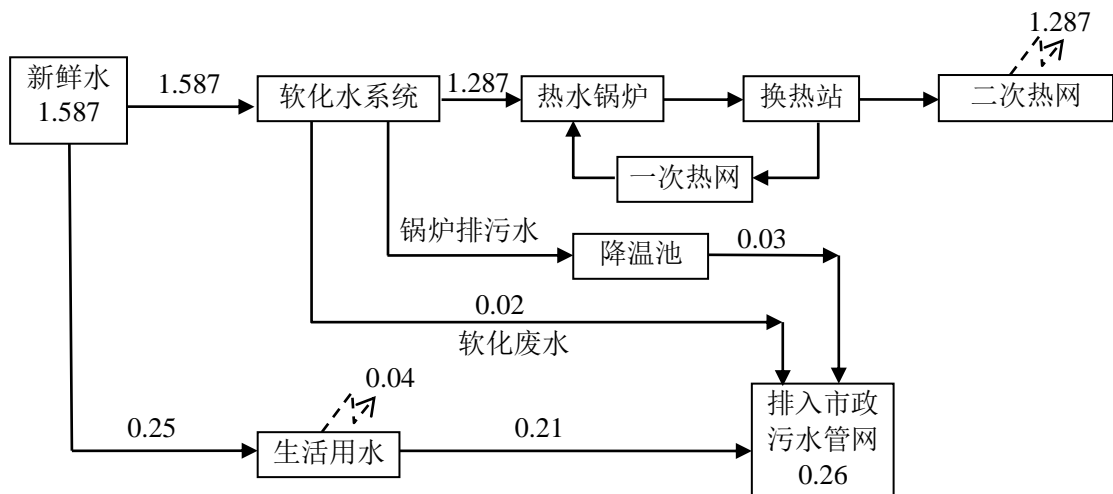 1.287
新鲜水
1.587
1.587
软化水系统
1.287
热水锅炉
换热站
二次热网
一次热网
锅炉排污水
降温池
0.03
0.02
软化废水
0.04
0.25
生活用水
0.21
排入市政
污水管网
0.26